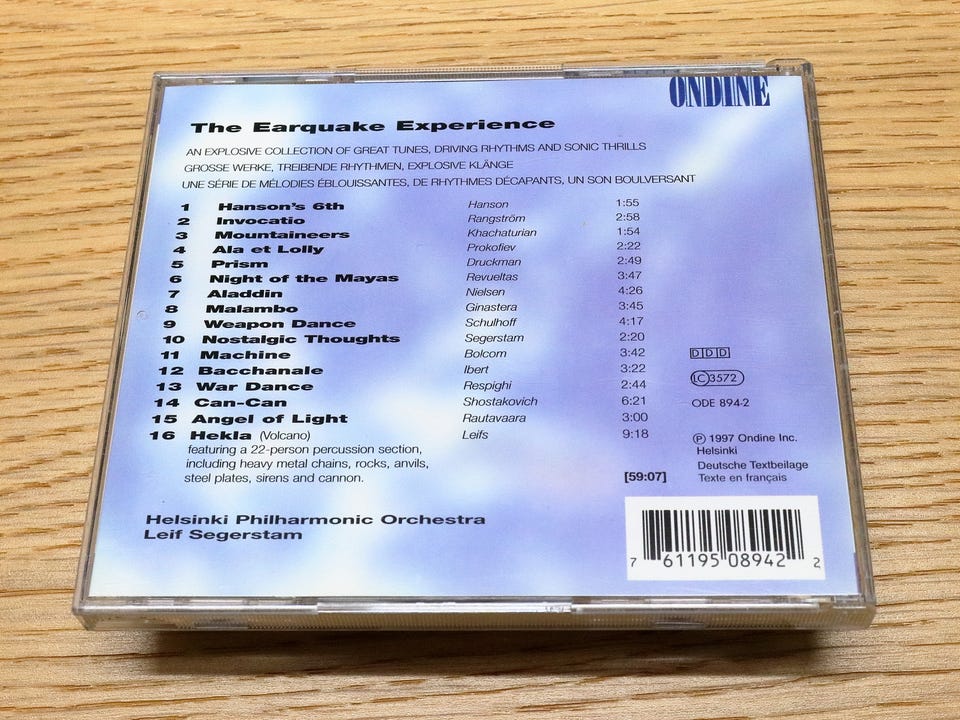 ONDINE
The Earquake Experience
AN EXPLOSIVE COLLECTION OF GREAT TUNES, DRIVING RHYTHMS AND SONIC THRILLS
GROSSE WERKE, TREIBENDE RHYTHMEN, EXPLOSIVE KLÄNGE
UNE SÉRIE DE MÉLODIES ÉBLOUISSANTES, DE RHYTHMES DÉCAPANTS, UN SON BOULVERSANT
1 Hanson's 6th Hanson 1:55
2 Invocatio Rangström 2:58
3 Mountaineers Khachaturian 1:54
4 Ala et Lolly Prokofiev 2:22
5 Prism Druckman 2:49
6 Night of the Mayas Revueltas 3:47
7 Aladdin Nielsen 4:26
8 Malambo Ginastera 3:45
9 Weapon Dance Schulhoff 4:17
10 Nostalgic Thoughts Segerstam 2:20
11 Machine Bolcom 3:42
12 Bacchanale Ibert 3:22
13 War Dance Respighi 2:44
14 Can-Can Shostakovich 6:21
15 Angel of Light Rautavaara 3:00
16 Hekla (Volcano) Leifs 9:18
featuring a 22-person percussion section,
including heavy metal chains, rocks, anvils,
steel plates, sirens and cannon.
[59:07]
DDD
LC 3572
ODE 894-2
℗ 1997 Ondine Inc.
Helsinki
Deutsche Textbeilage
Texte en français
Helsinki Philharmonic Orchestra
Leif Segerstam
7 61195 08942 2